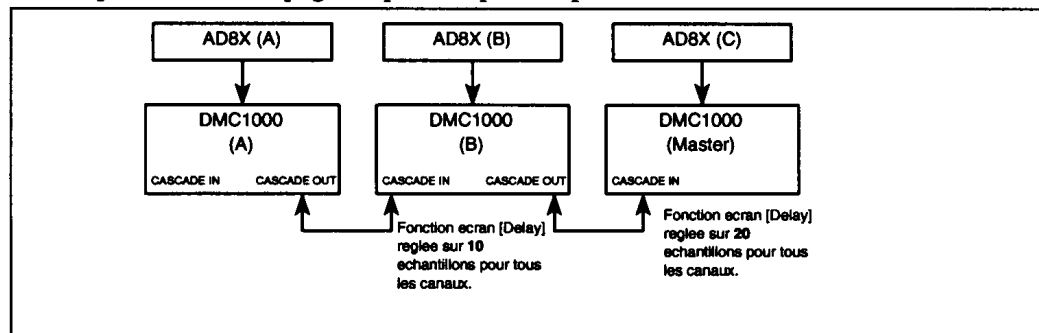 AD8X (A)
AD8X (B)
AD8X (C)
DMC1000
(A)
CASCADE IN
CASCADE OUT
DMC1000
(B)
CASCADE IN
CASCADE OUT
DMC1000
(Master)
CASCADE IN
Fonction ecran [Delay]
reglee sur 10
echantillons pour tous
les canaux.
Fonction ecran [Delay]
reglee sur 20
echantillons pour tous
les canaux.